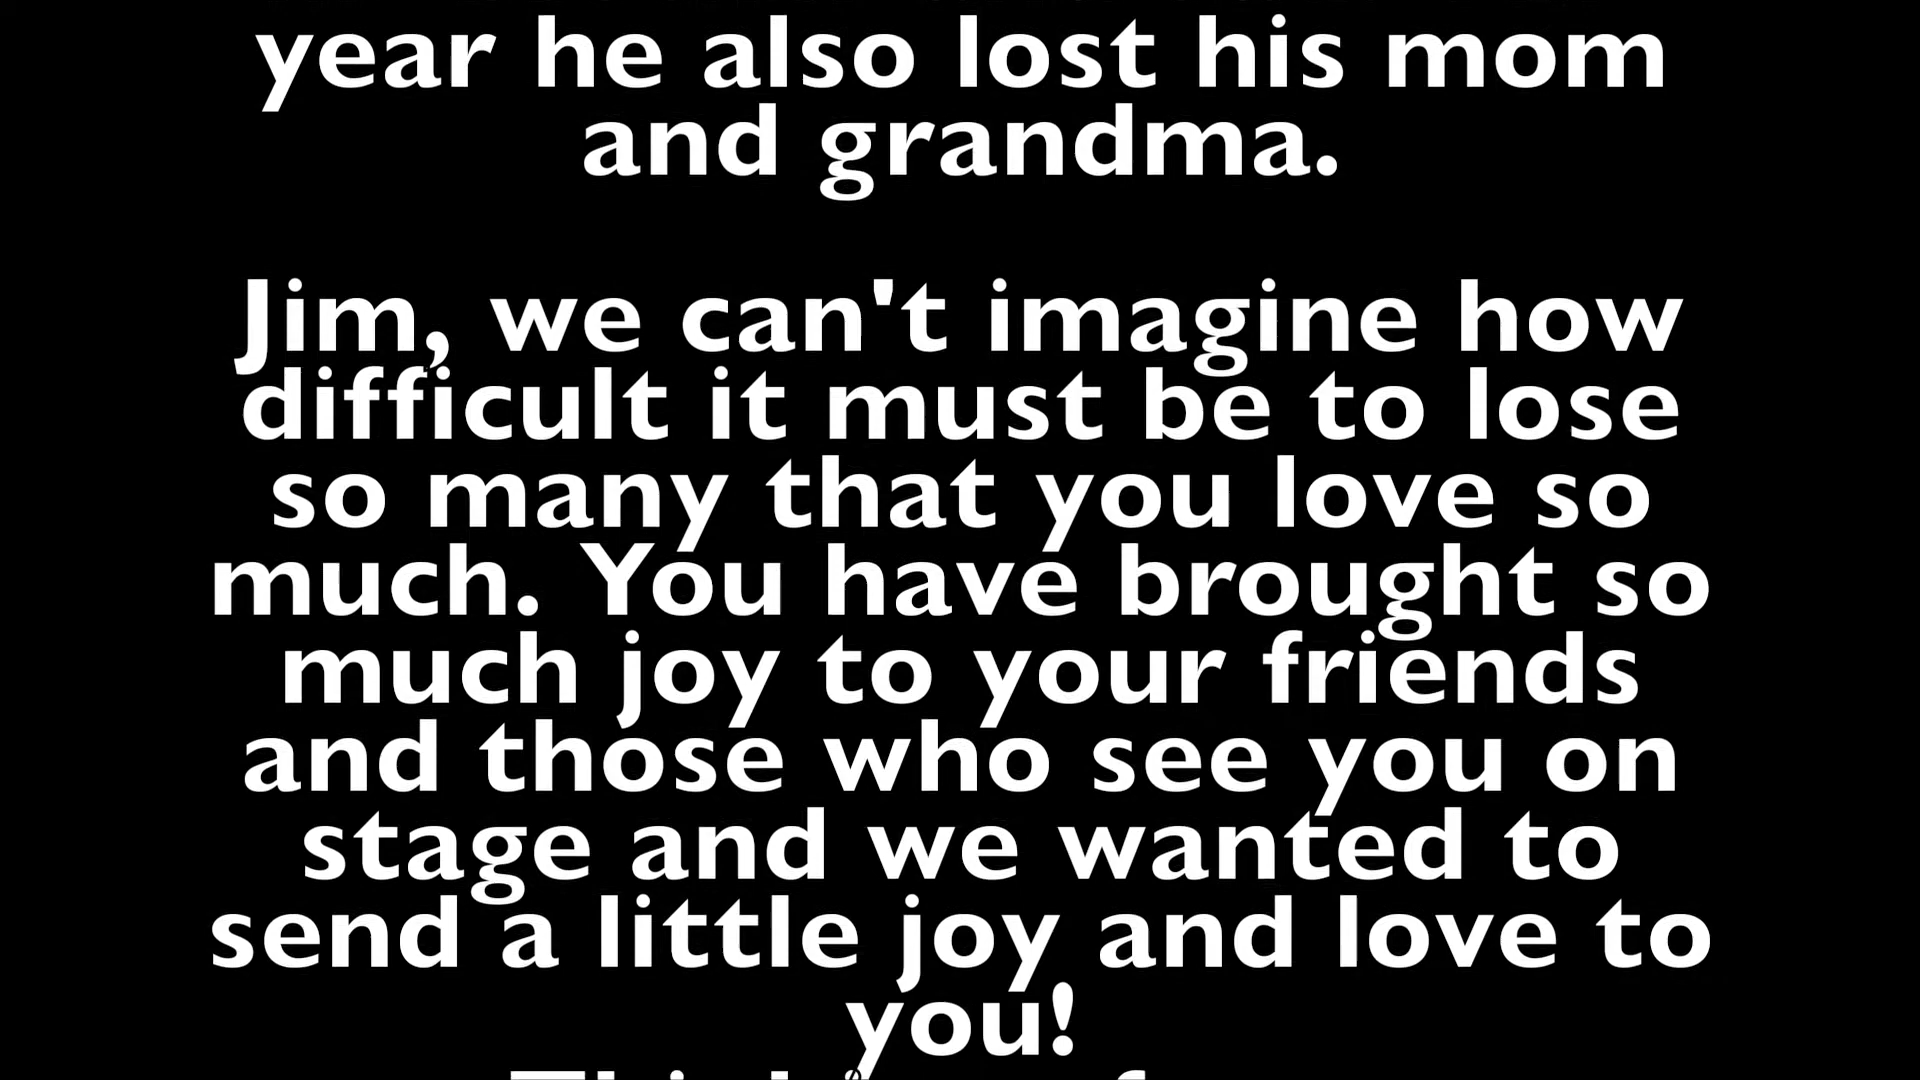 year he also lost his mom
and grandma.
Jim, we can't imagine how
difficult it must be to lose
so many that you love so
much. You have brought so
much joy to your friends
and those who see you on
stage and we wanted to
send a little joy and love to
you!